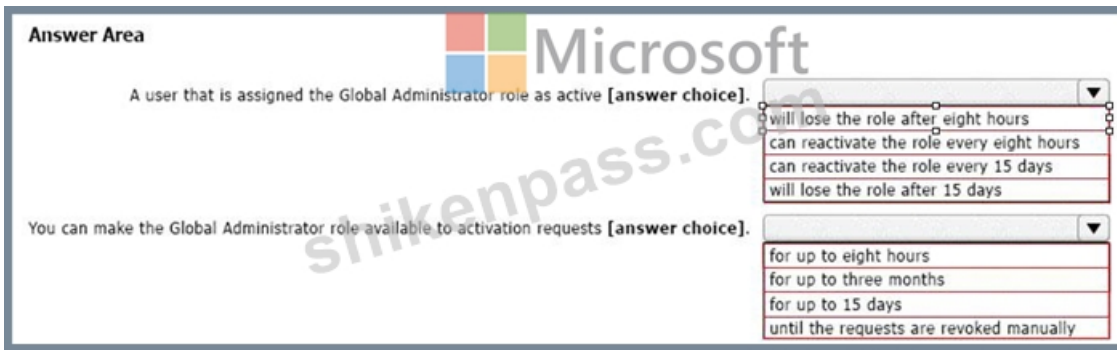 Answer Area
Microsoft
A user that is assigned the Global Administrator role as active [answer choice].
will lose the role after eight hours
can reactivate the role every eight hours
can reactivate the role every 15 days
will lose the role after 15 days
You can make the Global Administrator role available to activation requests [answer choice].
for up to eight hours
for up to three months
for up to 15 days
until the requests are revoked manually
shikenpass.com